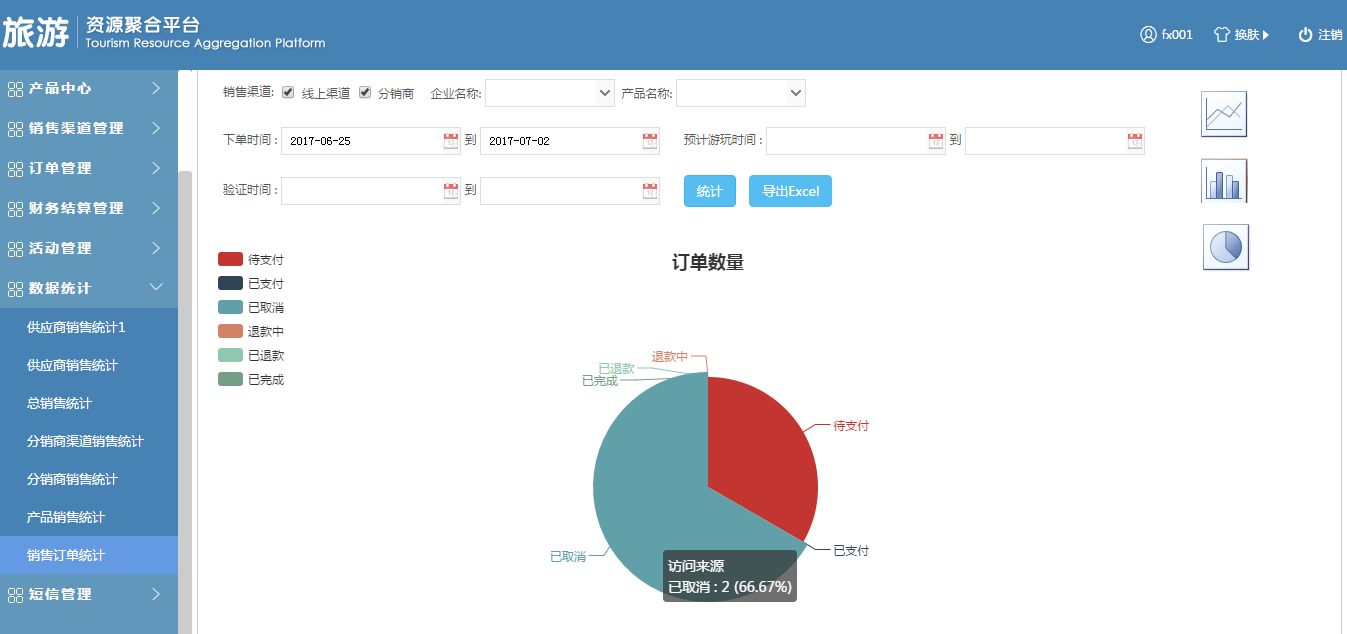 旅游 资源聚合平台
Tourism Resource Aggregation Platform
fx001 换肤 注销
产品中心
销售渠道管理
订单管理
财务结算管理
活动管理
数据统计
供应商销售统计1
供应商销售统计
总销售统计
分销商渠道销售统计
分销商销售统计
产品销售统计
销售订单统计
短信管理
销售渠道: 线上渠道 分销商 企业名称: 产品名称:
下单时间 : 2017-06-25 到 2017-07-02 预计游玩时间 : 到
验证时间 : 到 统计 导出Excel
订单数量
待支付
已支付
已取消
退款中
已退款
已完成
退款中
已退款
已完成
待支付
已支付
已取消
访问来源
已取消 : 2 (66.67%)